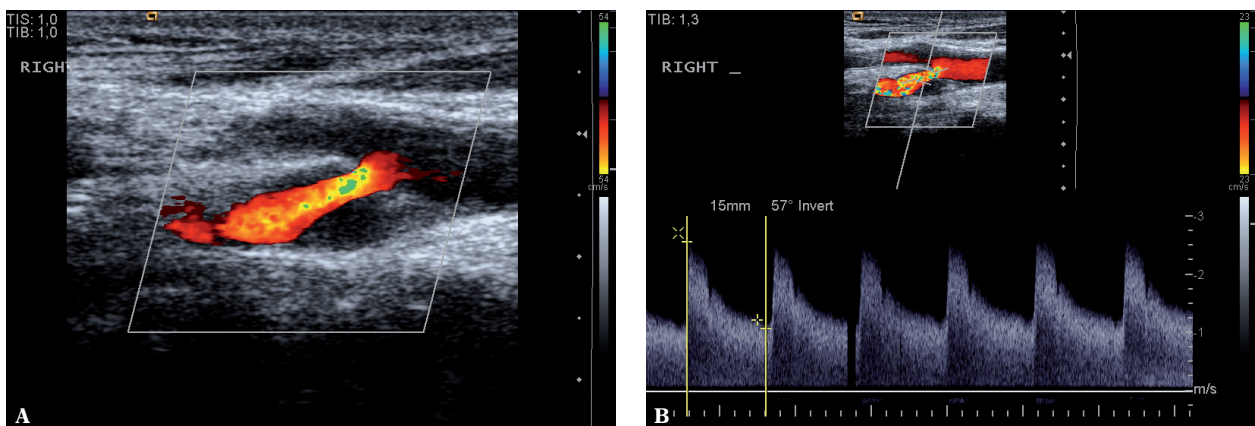 TIS: 1,0
TIB: 1,0
RIGH
54
54
cm/s
A
TIB: 1,3
RIGHT _
23
23
cm/s
15mm 57° Invert
-3
-2
-1
m/s
B